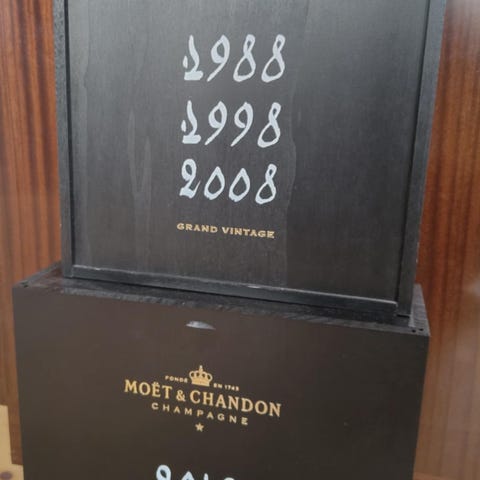 1988
1998
2008
GRAND VINTAGE
FONDÉ EN 1743
MOËT & CHANDON
CHAMPAGNE